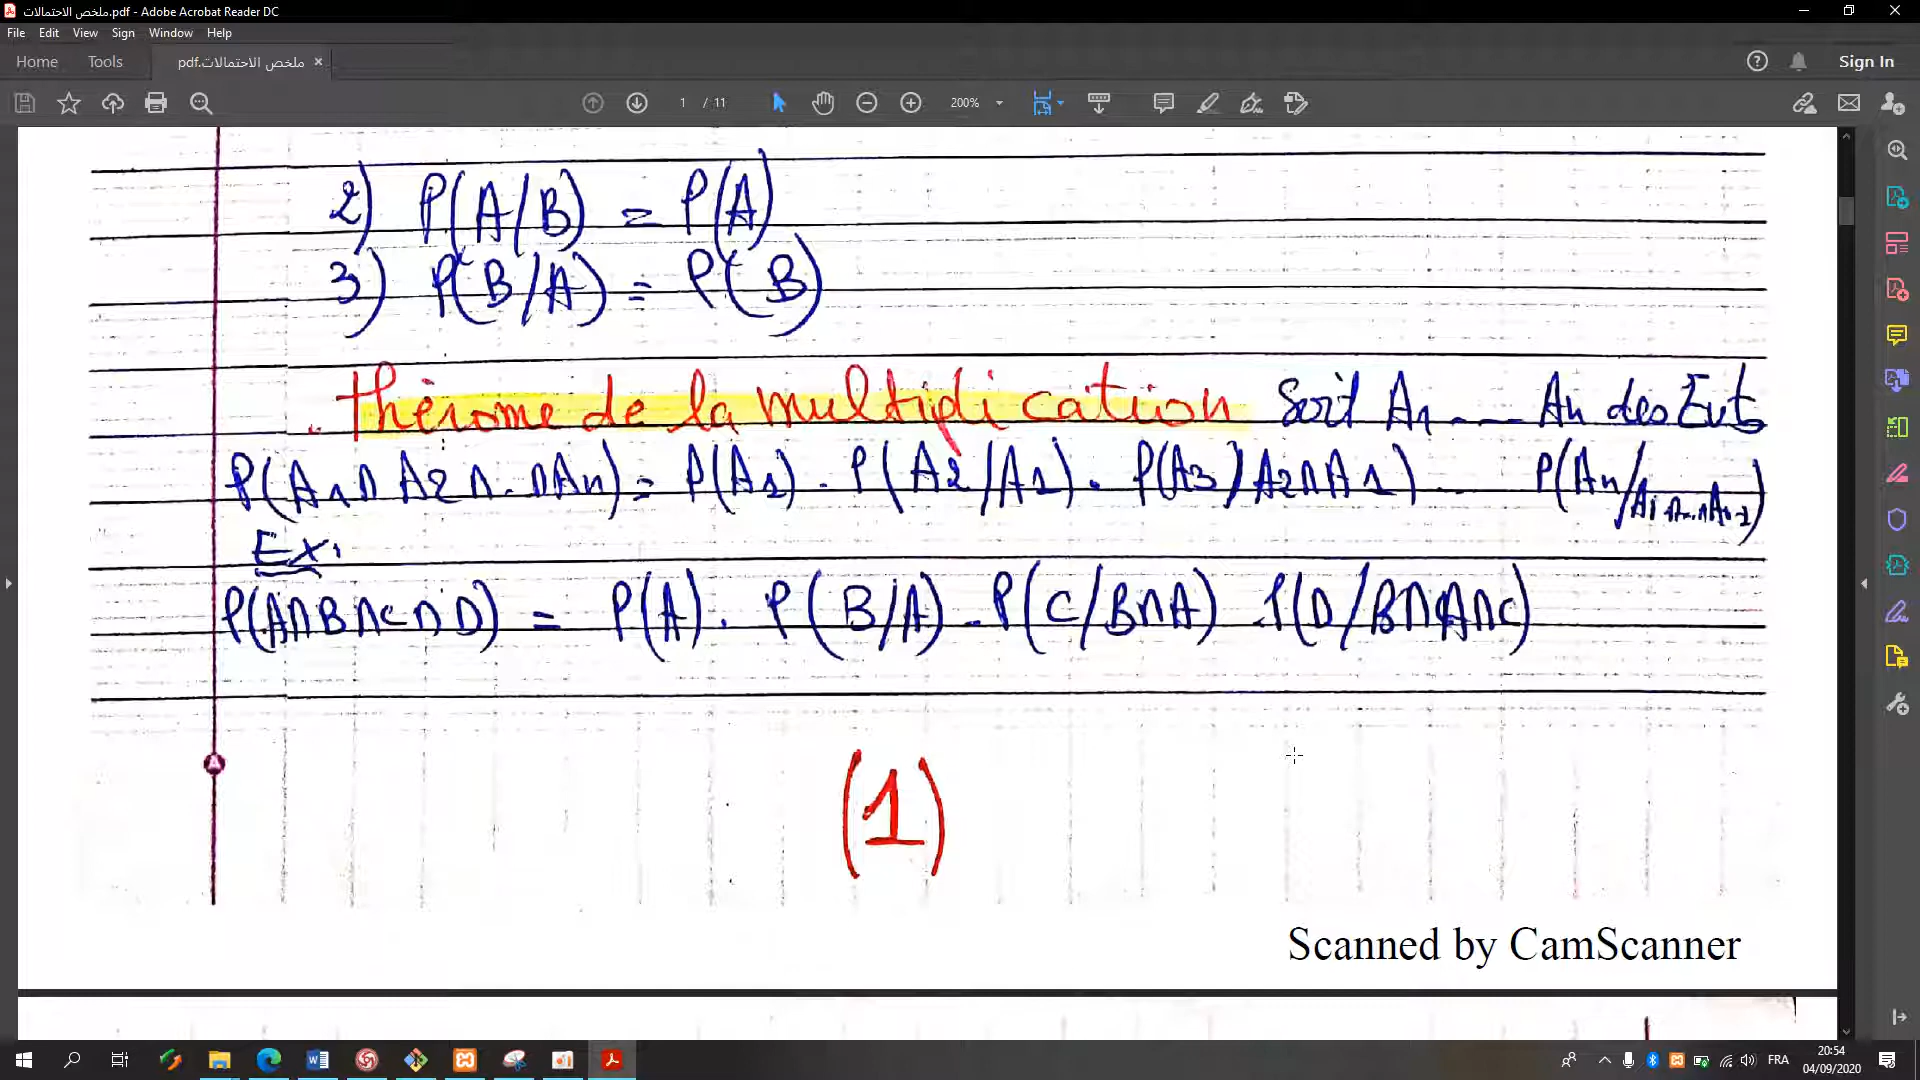 ملخص الاحتمالات.pdf - Adobe Acrobat Reader DC
File Edit View Sign Window Help
Home Tools ملخص الاحتمالات.pdf × Sign In
1 / 11 200%
2) P(A/B) = P(A)
3) P(B/A) = P(B)
. thérome de la multiplication Soit A1 --- An des Evts
P(A1∩A2∩..∩An) = P(A1) . P(A2/A1) . P(A3/A2∩A1) -- P(An/A1∩A2..∩An-1)
Ex:
P(A∩B∩C∩D) = P(A) . P(B/A) . P(C/B∩A) . P(D/B∩A∩C)
A
(1)
Scanned by CamScanner
FRA 20:54
04/09/2020